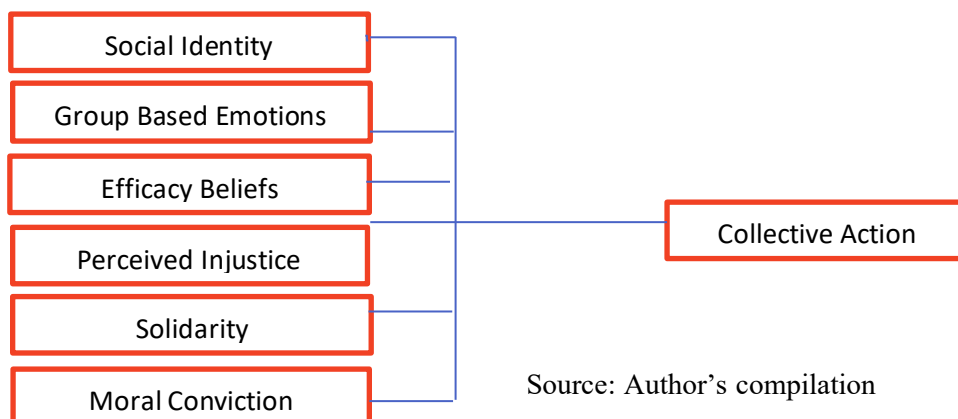 Social Identity
Group Based Emotions
Efficacy Beliefs
Perceived Injustice
Collective Action
Solidarity
Moral Conviction
Source: Author’s compilation